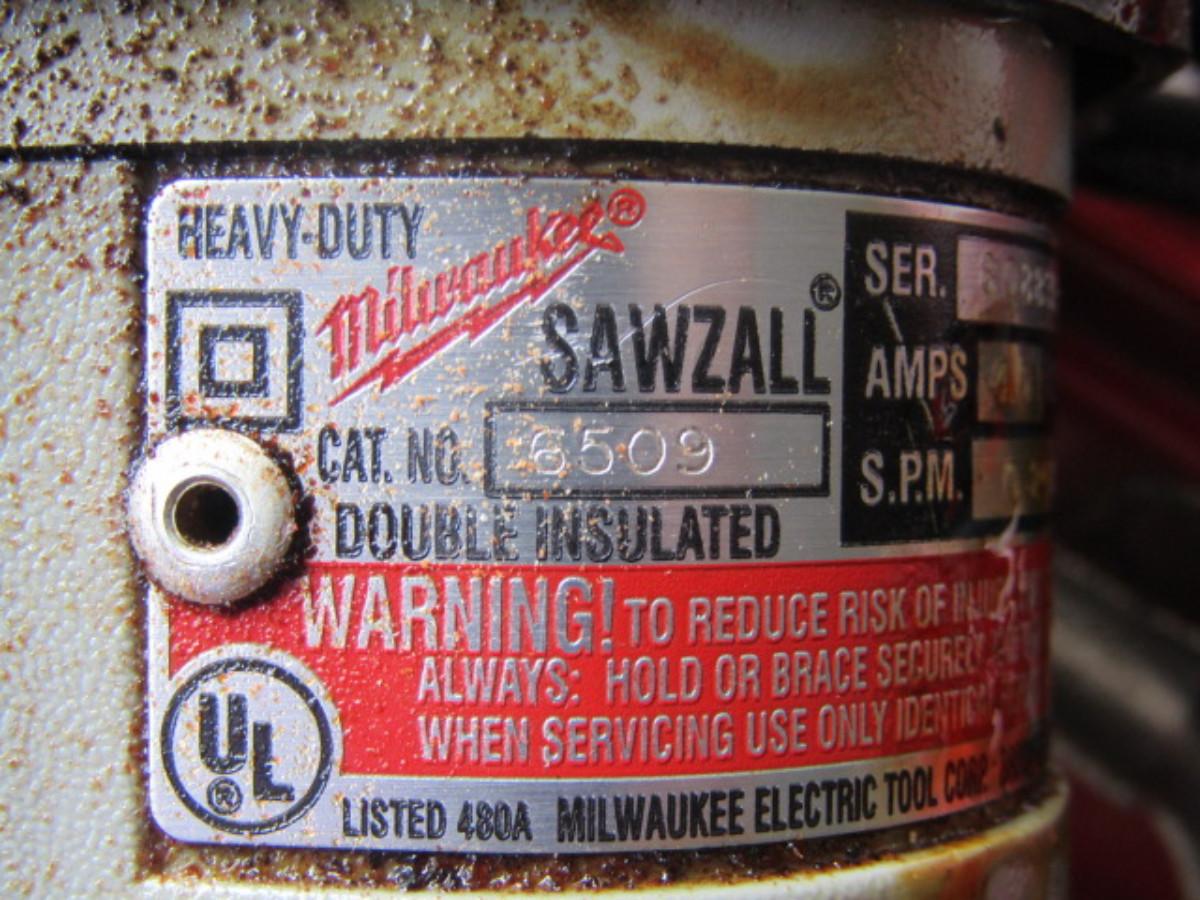 HEAVY-DUTY
Milwaukee®
SAWZALL®
CAT. NO. 6509
DOUBLE INSULATED
SER.
AMPS
S.P.M.
WARNING! TO REDUCE RISK OF
ALWAYS: HOLD OR BRACE SECURELY
WHEN SERVICING USE ONLY
UL®
LISTED 480A MILWAUKEE ELECTRIC TOOL CORP.